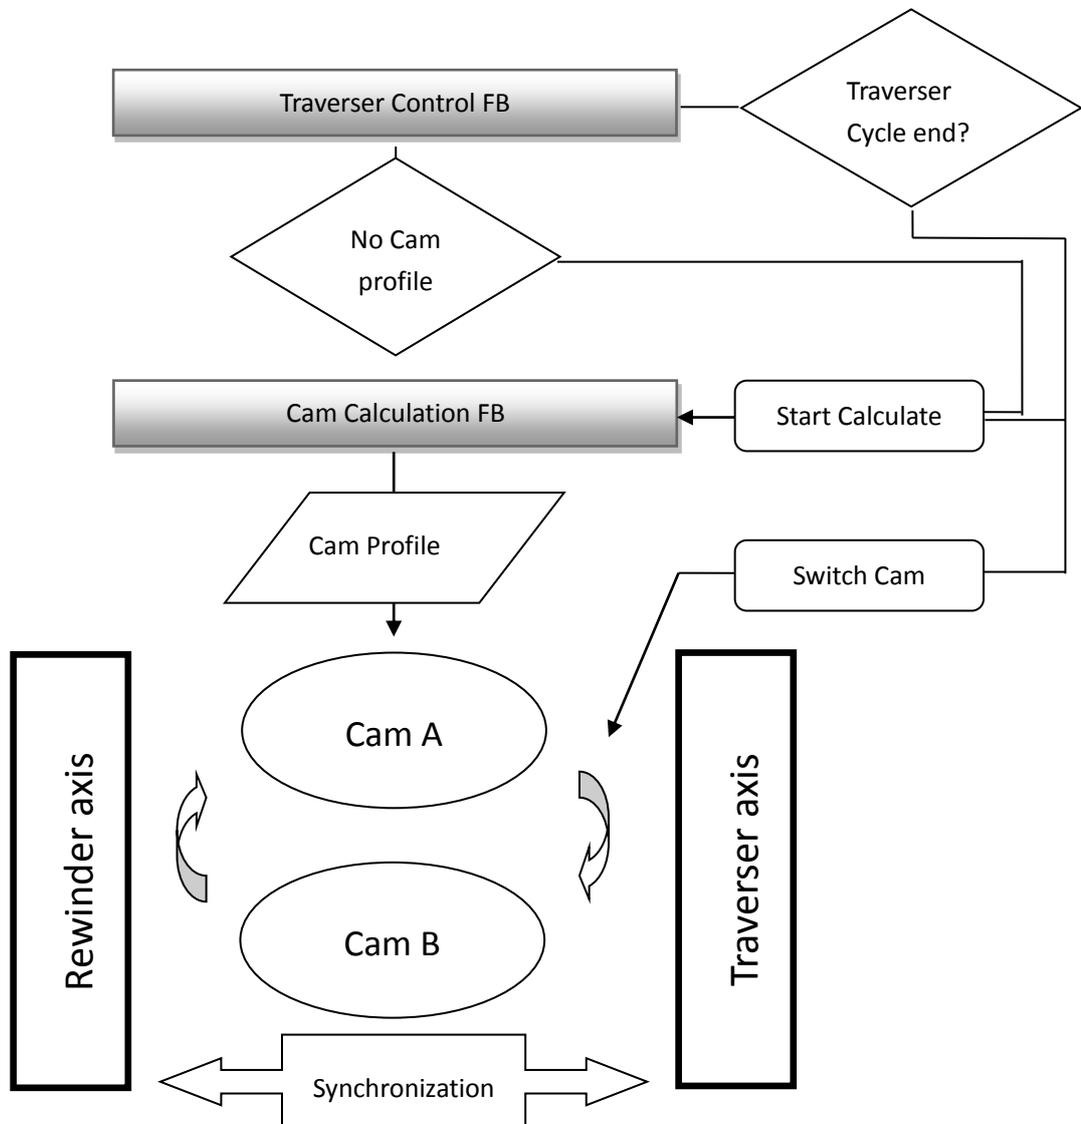 Traverser Control FB
Traverser
Cycle end?
No Cam
profile
Cam Calculation FB
Start Calculate
Cam Profile
Switch Cam
Cam A
Rewinder axis
Traverser axis
Cam B
Synchronization